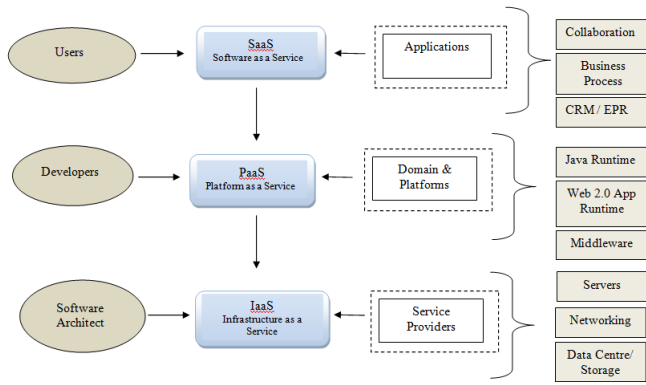 Users
SaaS
Software as a Service
Applications
Collaboration
Business
Process
CRM / EPR
Developers
PaaS
Platform as a Service
Domain &
Platforms
Java Runtime
Web 2.0 App
Runtime
Middleware
Software
Architect
IaaS
Infrastructure as a
Service
Service
Providers
Servers
Networking
Data Centre/
Storage